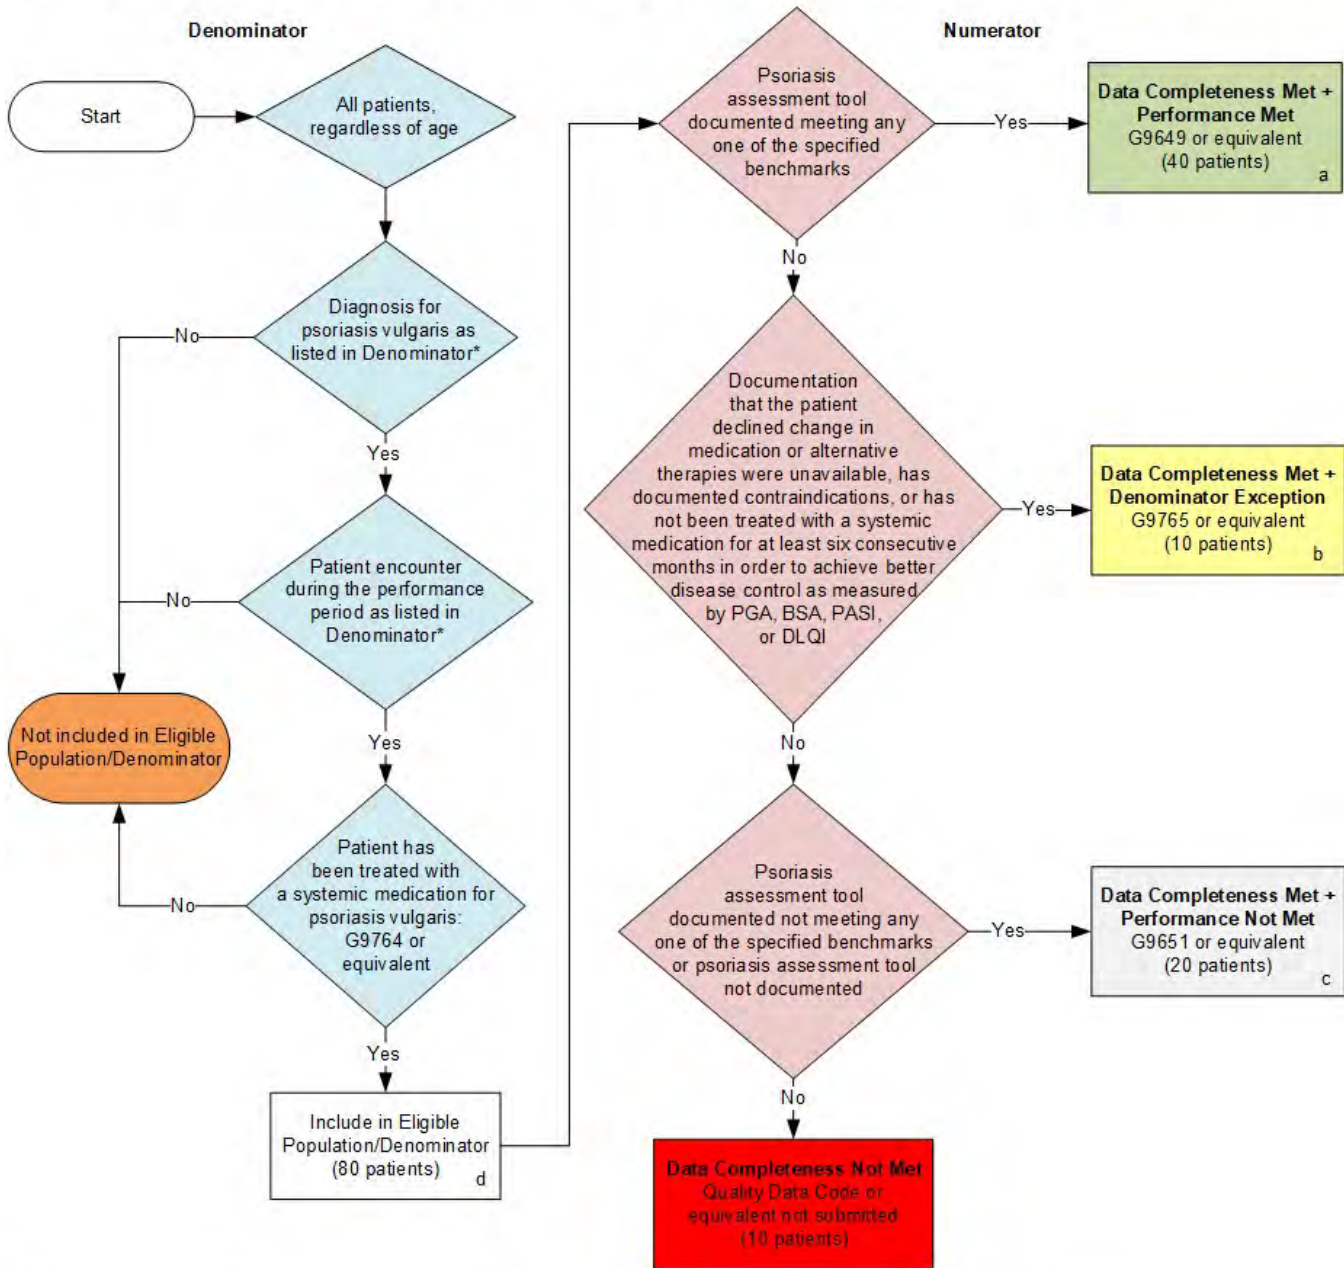 Denominator
Start
All patients,
regardless of age
Diagnosis for
psoriasis vulgaris as
listed in Denominator*
No
Yes
Patient encounter
during the performance
period as listed in
Denominator*
No
Yes
Not included in Eligible
Population/Denominator
Patient has
been treated with
a systemic medication for
psoriasis vulgaris:
G9764 or
equivalent
No
Yes
Include in Eligible
Population/Denominator
(80 patients)
d
Numerator
Psoriasis
assessment tool
documented meeting any
one of the specified
benchmarks
Yes
Data Completeness Met +
Performance Met
G9649 or equivalent
(40 patients)
a
No
Documentation
that the patient
declined change in
medication or alternative
therapies were unavailable, has
documented contraindications, or has
not been treated with a systemic
medication for at least six consecutive
months in order to achieve better
disease control as measured
by PGA, BSA, PASI,
or DLQI
Yes
Data Completeness Met +
Denominator Exception
G9765 or equivalent
(10 patients)
b
No
Psoriasis
assessment tool
documented not meeting any
one of the specified benchmarks
or psoriasis assessment tool
not documented
Yes
Data Completeness Met +
Performance Not Met
G9651 or equivalent
(20 patients)
c
No
Data Completeness Not Met
Quality Data Code or
equivalent not submitted
(10 patients)